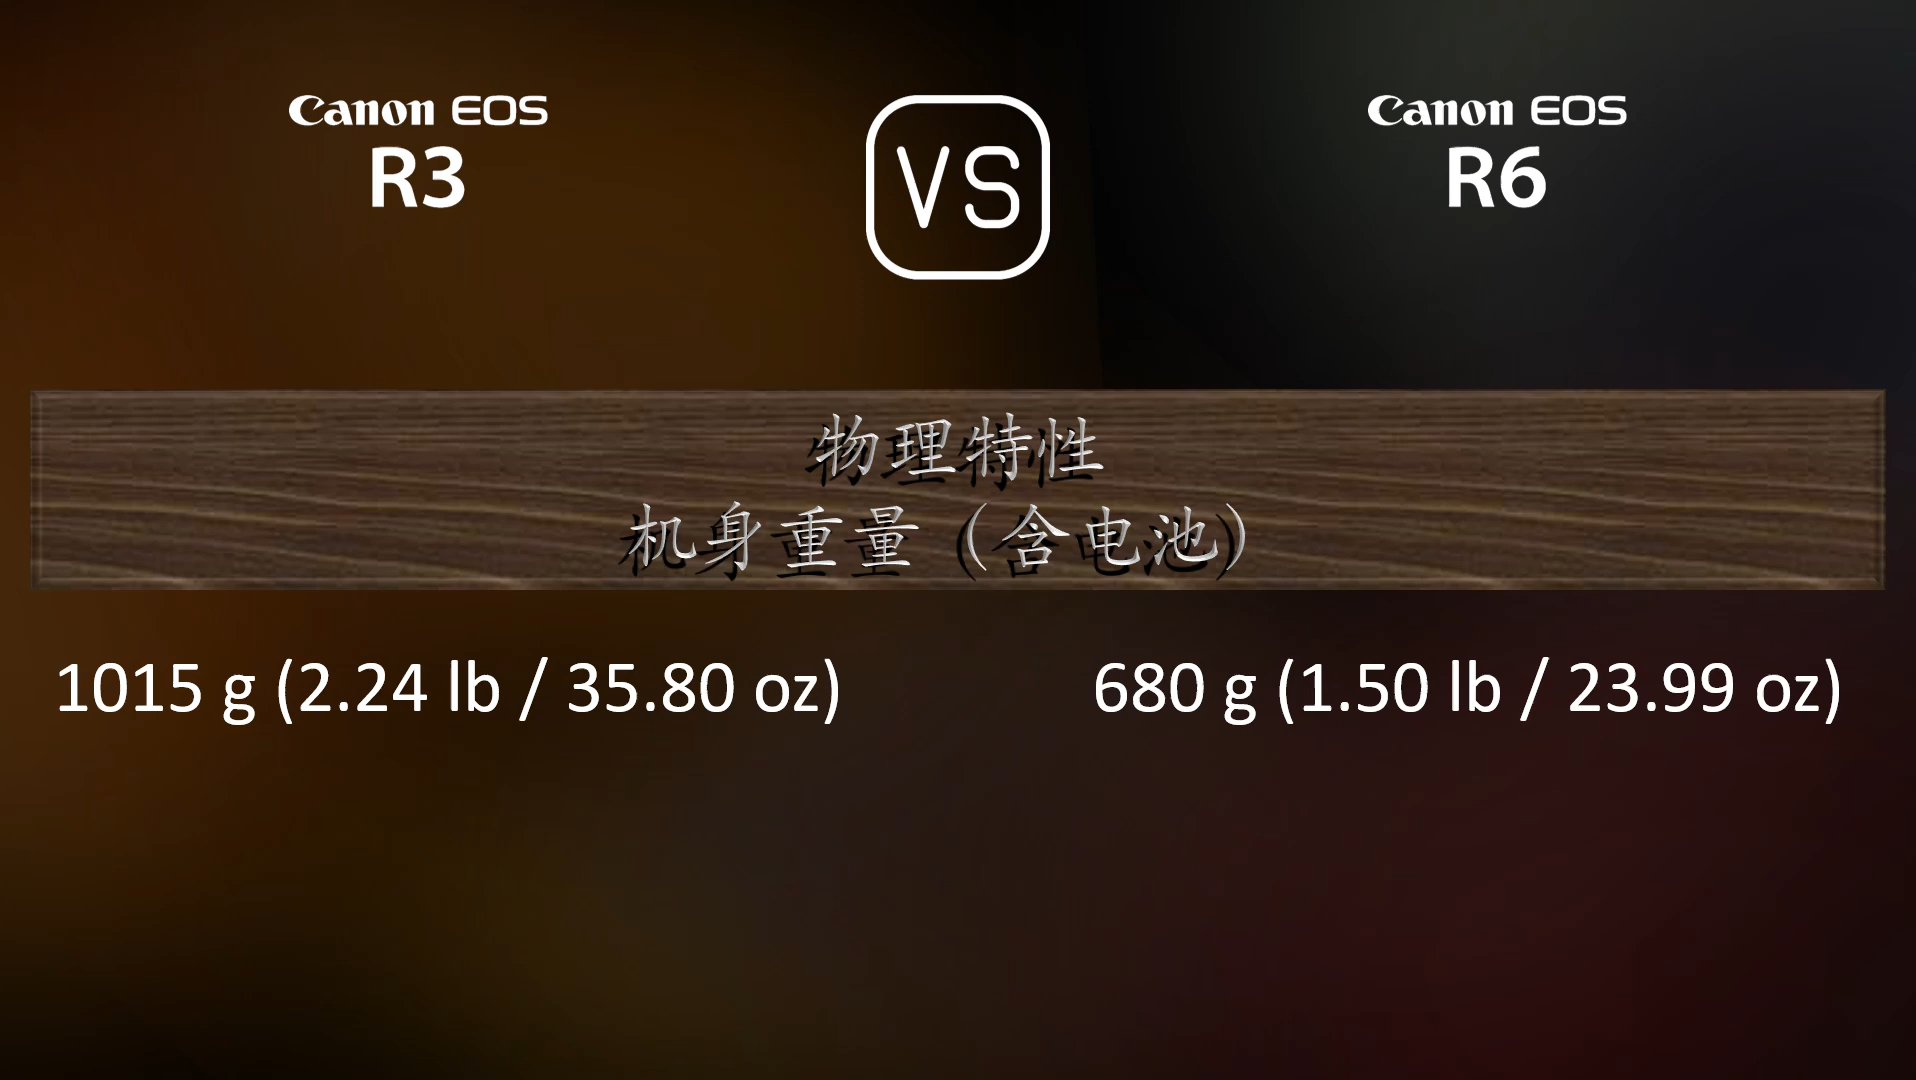 Canon EOS
R3
VS
Canon EOS
R6
物理特性
机身重量（含电池）
1015 g (2.24 lb / 35.80 oz)
680 g (1.50 lb / 23.99 oz)